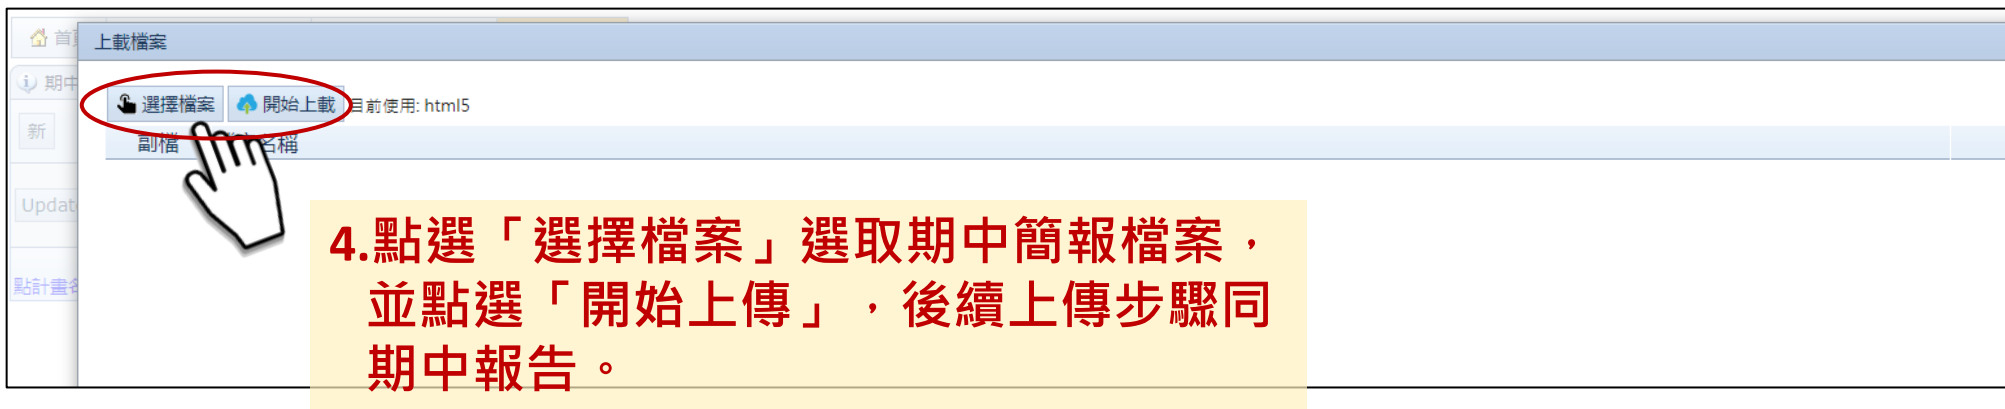 首
上載檔案
期中
選擇檔案 開始上載 目前使用: html5
新
副檔 名稱
Updat
4.點選「選擇檔案」選取期中簡報檔案，
並點選「開始上傳」，後續上傳步驟同
期中報告。
點計畫